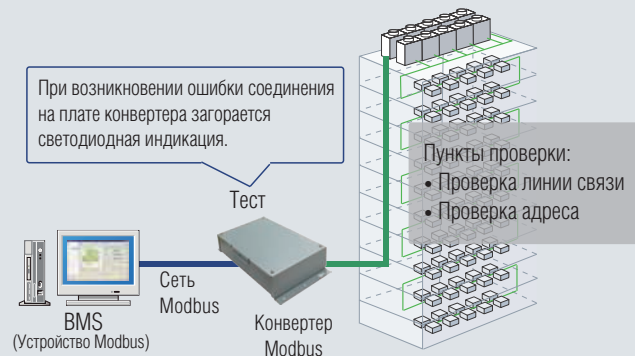 При возникновении ошибки соединения
на плате конвертера загорается
светодиодная индикация.
Пункты проверки:
• Проверка линии связи
• Проверка адреса
Тест
Сеть
Modbus
BMS
(Устройство Modbus)
Конвертер
Modbus